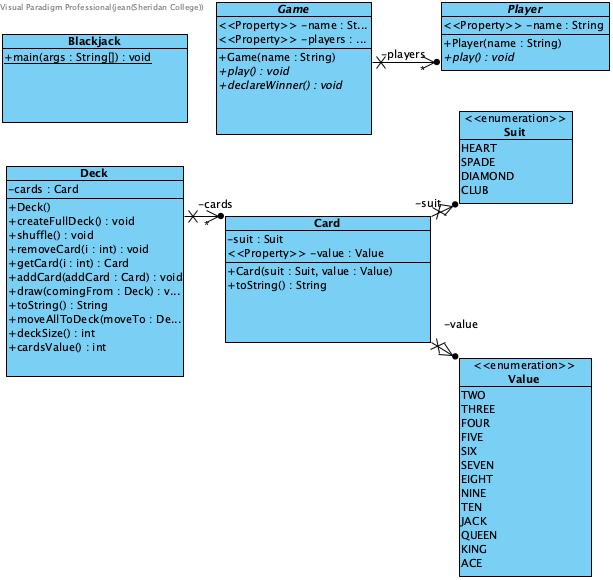 Visual Paradigm Professional(jean(Sheridan College))
Blackjack
+main(args : String[]) : void
Game
<<Property>> -name : St...
<<Property>> -players : ...
+Game(name : String)
+play() : void
+declareWinner() : void
-players
*
Player
<<Property>> -name : String
+Player(name : String)
+play() : void
<<enumeration>>
Suit
HEART
SPADE
DIAMOND
CLUB
Deck
-cards : Card
+Deck()
+createFullDeck() : void
+shuffle() : void
+removeCard(i : int) : void
+getCard(i : int) : Card
+addCard(addCard : Card) : void
+draw(comingFrom : Deck) : v...
+toString() : String
+moveAllToDeck(moveTo : De...
+deckSize() : int
+cardsValue() : int
-cards
*
-suit
Card
-suit : Suit
<<Property>> -value : Value
+Card(suit : Suit, value : Value)
+toString() : String
-value
<<enumeration>>
Value
TWO
THREE
FOUR
FIVE
SIX
SEVEN
EIGHT
NINE
TEN
JACK
QUEEN
KING
ACE